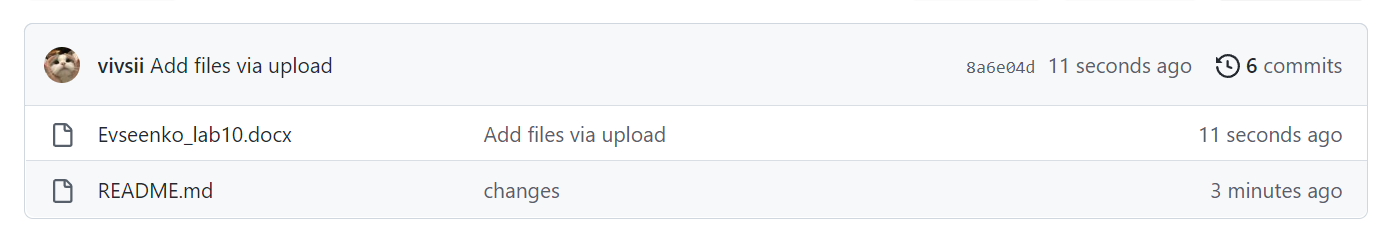 vivsii Add files via upload 8a6e04d 11 seconds ago 6 commits
Evseenko_lab10.docx Add files via upload 11 seconds ago
README.md changes 3 minutes ago